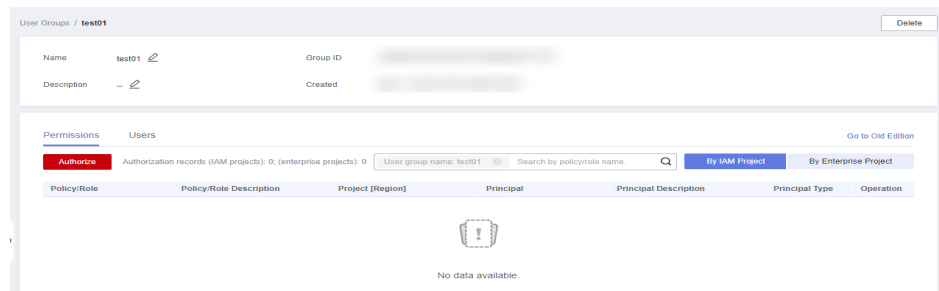 User Groups / test01 Delete
Name test01 Group ID
Description – Created
Permissions Users Go to Old Edition
Authorize Authorization records (IAM projects): 0; (enterprise projects): 0 User group name: test01 Search by policy/role name. By IAM Project By Enterprise Project
Policy/Role Policy/Role Description Project [Region] Principal Principal Description Principal Type Operation
No data available.